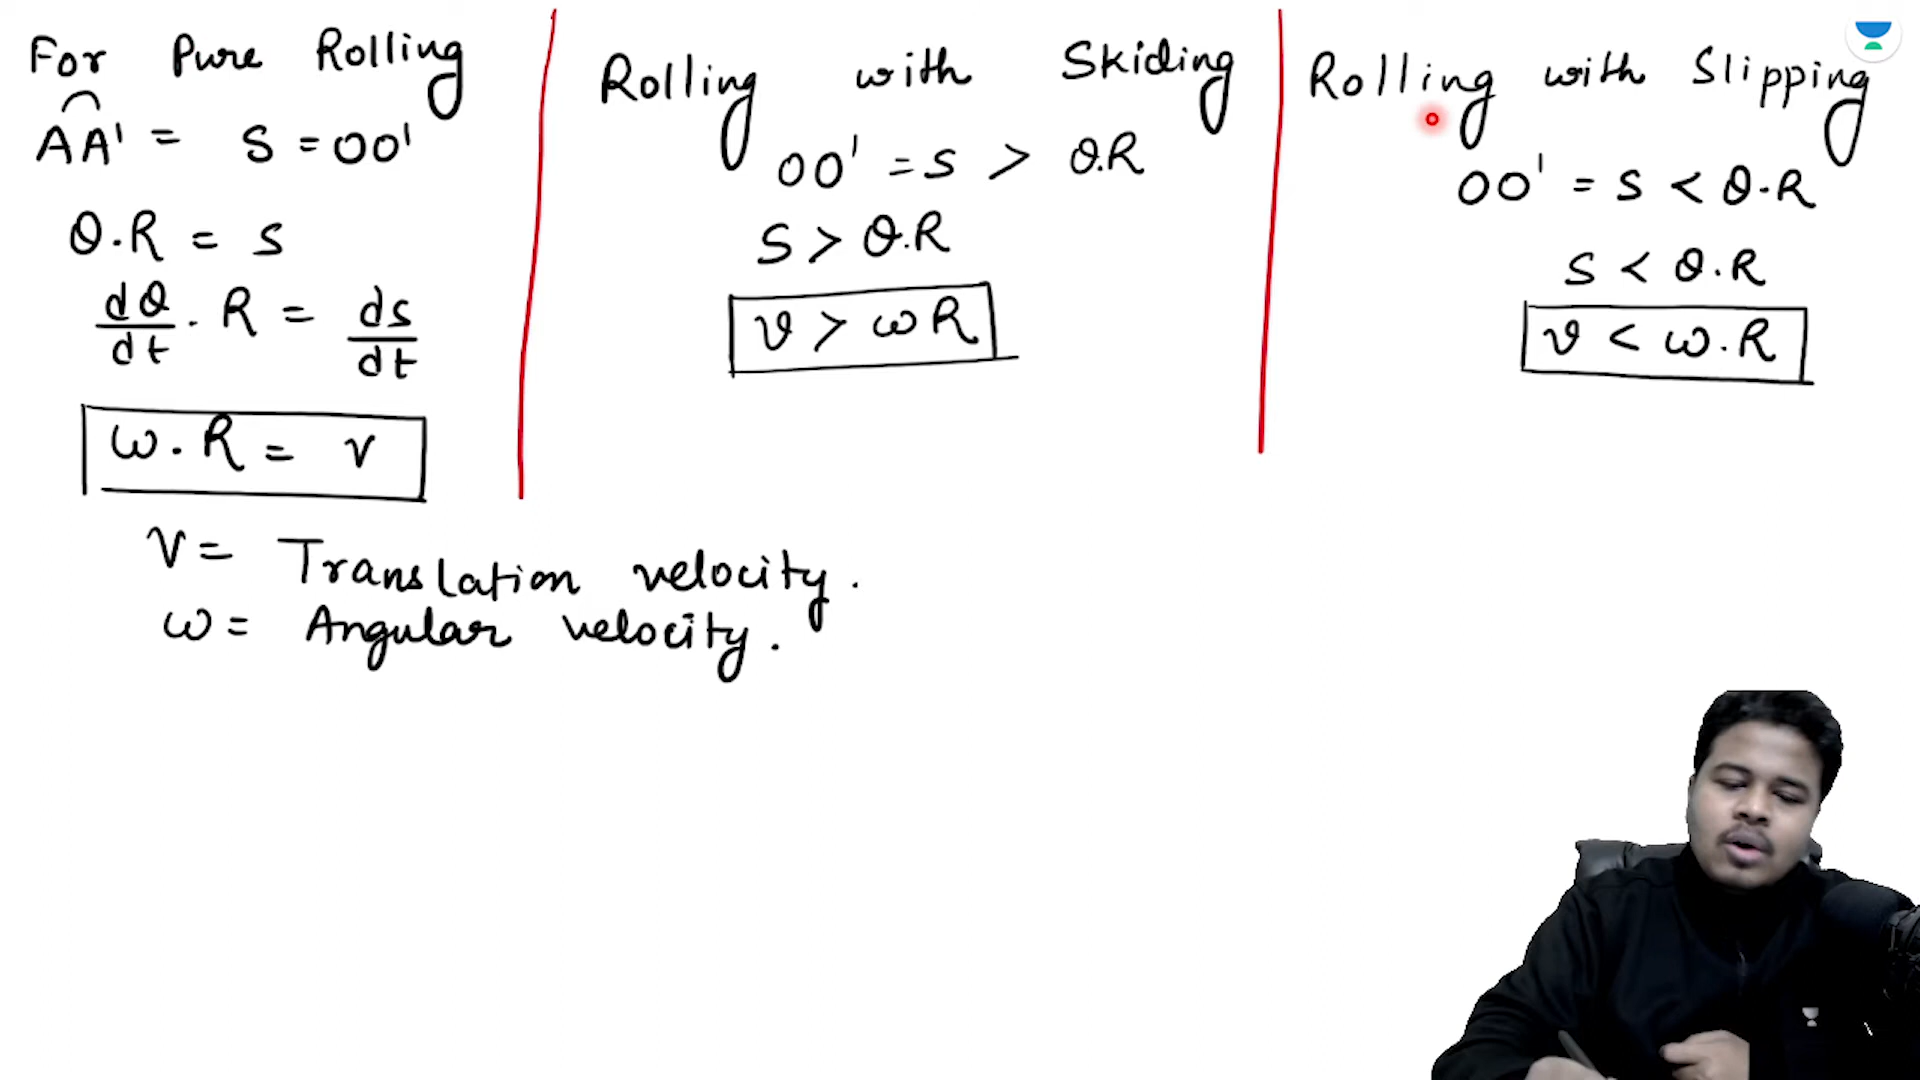 For Pure Rolling
AA' = S = OO'
θ.R = s
dθ/dt . R = ds/dt
ω . R = v
Rolling with Skiding
OO' = s > θ.R
S > θ.R
v > ωR
Rolling with Slipping
OO' = s < θ.R
s < θ.R
v < ω.R
V = Translation velocity.
ω = Angular velocity.